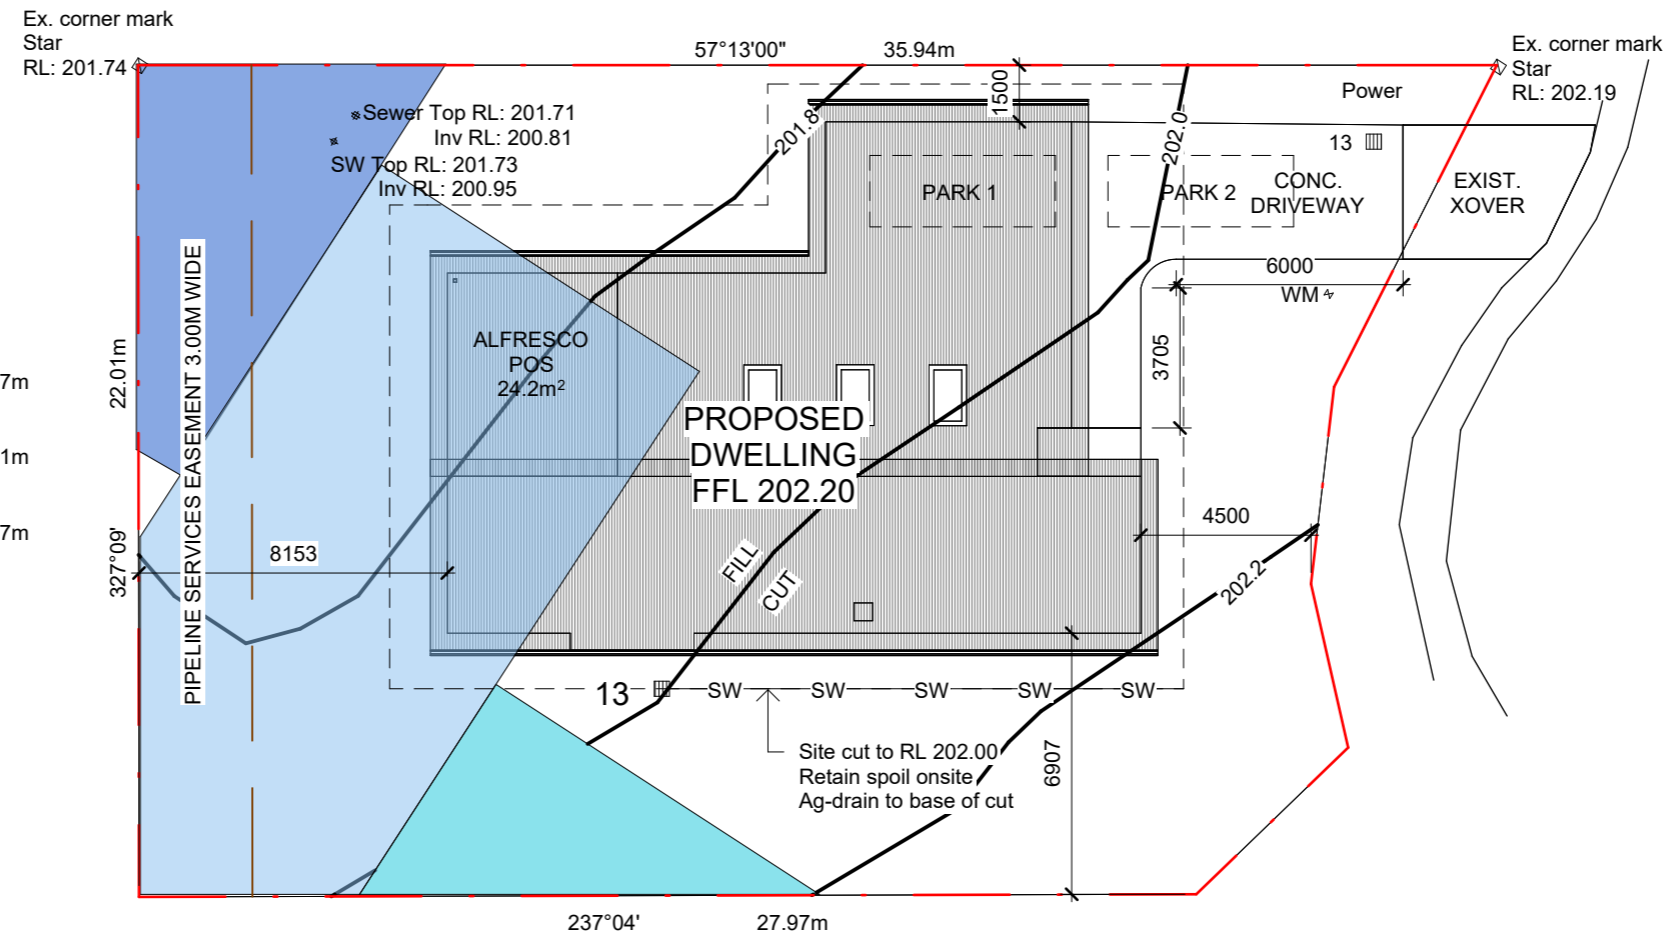 Ex. corner mark
Star
RL: 201.74
57°13'00"
35.94m
Ex. corner mark
Star
RL: 202.19
Power
1500
Sewer Top RL: 201.71
Inv RL: 200.81
SW Top RL: 201.73
Inv RL: 200.95
201.8
202.0
13
PARK 1
PARK 2
CONC.
DRIVEWAY
EXIST.
XOVER
6000
WM
3705
PIPELINE SERVICES EASEMENT 3.00M WIDE
22.01m
327°09'
7m
1m
7m
ALFRESCO
POS
24.2m²
PROPOSED
DWELLING
FFL 202.20
8153
FILL
CUT
4500
202.2
13
SW
SW
SW
SW
SW
Site cut to RL 202.00
Retain spoil onsite
Ag-drain to base of cut
6907
237°04'
27.97m